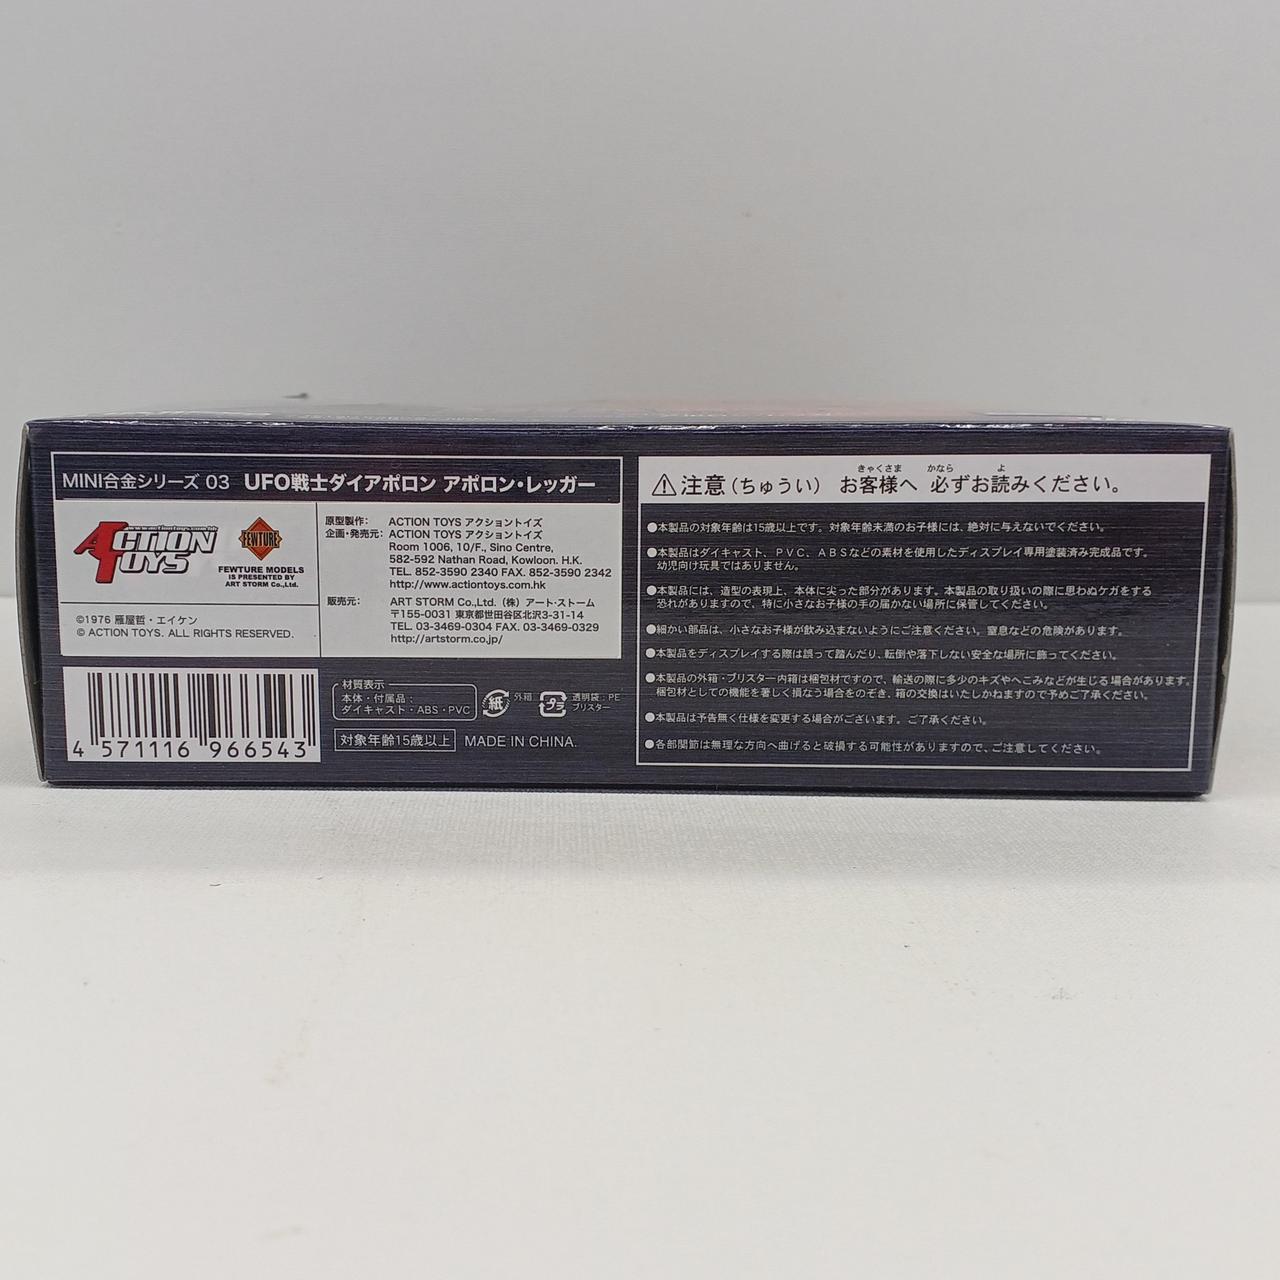 MINI合金シリーズ 03 UFO戦士ダイアポロン アポロン・レッガー
www.actiontoys.com.hk
ACTION
TOYS
FEWTURE
FEWTURE MODELS
IS PRESENTED BY
ART STORM Co.,Ltd.
©1976 雁屋哲・エイケン
© ACTION TOYS. ALL RIGHTS RESERVED.
原型製作： ACTION TOYS アクショントイズ
企画・発売元： ACTION TOYS アクショントイズ
Room 1006, 10/F., Sino Centre,
582-592 Nathan Road, Kowloon. H.K.
TEL. 852-3590 2340 FAX. 852-3590 2342
http://www.actiontoys.com.hk
販売元： ART STORM Co.,Ltd.（株）アート・ストーム
〒155-0031 東京都世田谷区北沢3-31-14
TEL. 03-3469-0304 FAX. 03-3469-0329
http://artstorm.co.jp/
4 571116 966543
材質表示
本体・付属品：
ダイキャスト・ABS・PVC
紙 外箱
プラ 透明袋：PE
ブリスター
対象年齢15歳以上 MADE IN CHINA.
きゃくさま かなら よ
⚠注意（ちゅうい） お客様へ 必ずお読みください。
●本製品の対象年齢は15歳以上です。対象年齢未満のお子様には、絶対に与えないでください。
●本製品はダイキャスト、PVC、ABSなどの素材を使用したディスプレイ専用塗装済み完成品です。
幼児向け玩具ではありません。
●本製品には、造型の表現上、本体に尖った部分があります。本製品の取り扱いの際に思わぬケガをする
恐れがありますので、特に小さなお子様の手の届かない場所に保管してください。
●細かい部品は、小さなお子様が飲み込まないようにご注意ください。窒息などの危険があります。
●本製品をディスプレイする際は誤って踏んだり、転倒や落下しない安全な場所に飾ってください。
●本製品の外箱・ブリスター内箱は梱包材ですので、輸送の際に多少のキズやへこみなどが生じる場合があります。
梱包材としての機能を著しく損なう場合をのぞき、箱の交換はいたしかねますので予めご了承ください。
●本製品は予告無く仕様を変更する場合がございます。ご了承ください。
●各部関節は無理な方向へ曲げると破損する可能性がありますので、ご注意してください。